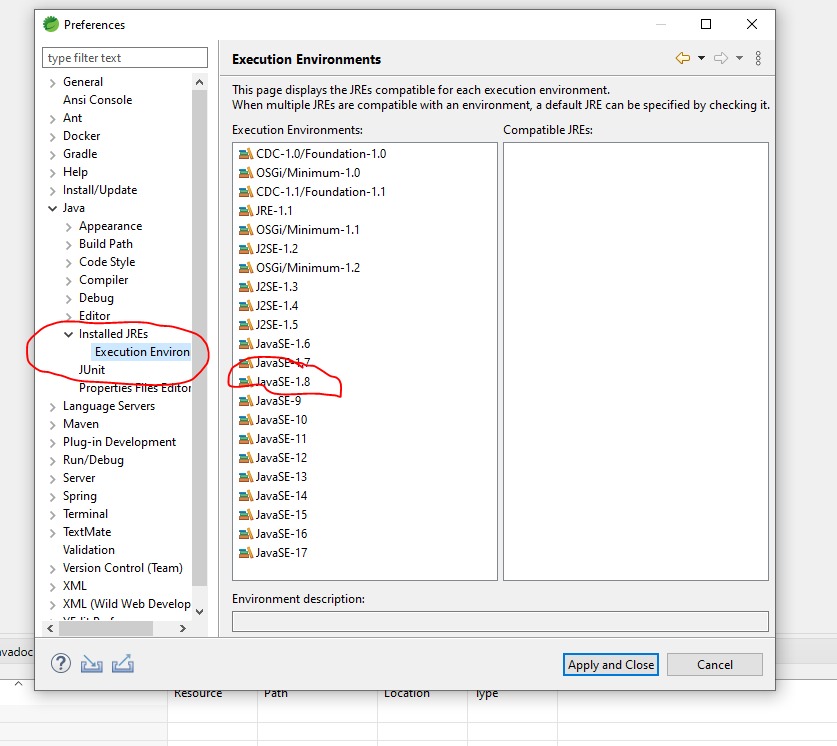 Preferences
type filter text
General
Ansi Console
Ant
Docker
Gradle
Help
Install/Update
Java
Appearance
Build Path
Code Style
Compiler
Debug
Editor
Installed JREs
Execution Environ
JUnit
Properties Files Editor
Language Servers
Maven
Plug-in Development
Run/Debug
Server
Spring
Terminal
TextMate
Validation
Version Control (Team)
XML
XML (Wild Web Develop
Execution Environments
This page displays the JREs compatible for each execution environment.
When multiple JREs are compatible with an environment, a default JRE can be specified by checking it.
Execution Environments:
CDC-1.0/Foundation-1.0
OSGi/Minimum-1.0
CDC-1.1/Foundation-1.1
JRE-1.1
OSGi/Minimum-1.1
J2SE-1.2
OSGi/Minimum-1.2
J2SE-1.3
J2SE-1.4
J2SE-1.5
JavaSE-1.6
JavaSE-1.7
JavaSE-1.8
JavaSE-9
JavaSE-10
JavaSE-11
JavaSE-12
JavaSE-13
JavaSE-14
JavaSE-15
JavaSE-16
JavaSE-17
Compatible JREs:
Environment description:
Apply and Close Cancel
avadoc
Resource Path Location Type